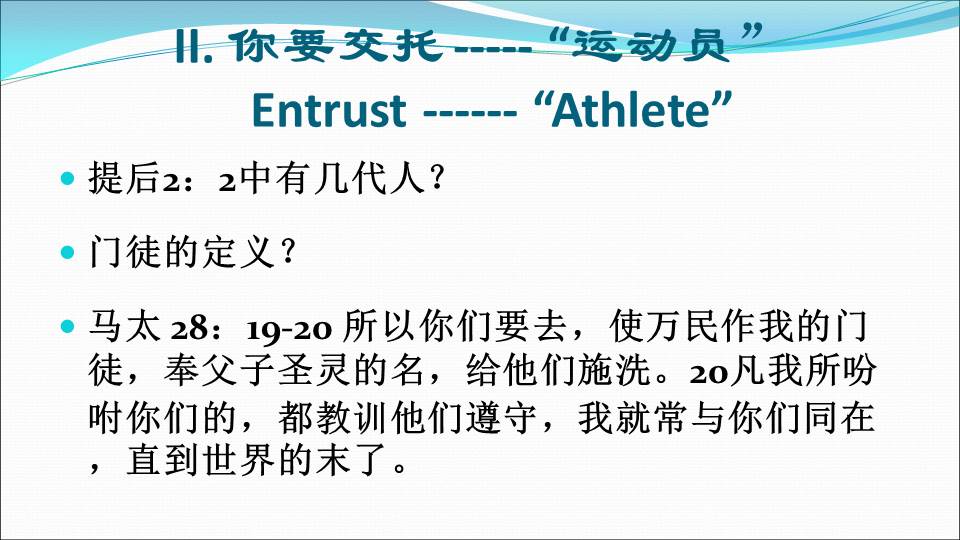 II. 你要交托 ----- “运动员”
Entrust ------ “Athlete”
提后2：2中有几代人？
门徒的定义？
马太 28：19-20 所以你们要去，使万民作我的门
徒，奉父子圣灵的名，给他们施洗。20凡我所吩
咐你们的，都教训他们遵守，我就常与你们同在
，直到世界的末了。